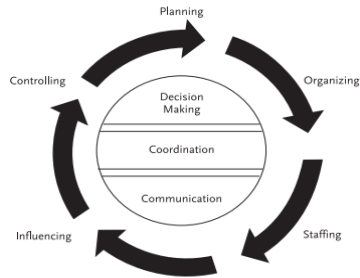 Planning
Controlling
Organizing
Decision
Making
Coordination
Communication
Influencing
Staffing